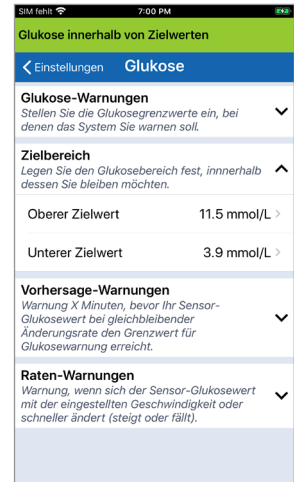 SIM fehlt 7:00 PM
Glukose innerhalb von Zielwerten
Einstellungen Glukose
Glukose-Warnungen
Stellen Sie die Glukosegrenzwerte ein, bei
denen das System Sie warnen soll.
Zielbereich
Legen Sie den Glukosebereich fest, innnerhalb
dessen Sie bleiben möchten.
Oberer Zielwert 11.5 mmol/L
Unterer Zielwert 3.9 mmol/L
Vorhersage-Warnungen
Warnung X Minuten, bevor Ihr Sensor-
Glukosewert bei gleichbleibender
Änderungsrate den Grenzwert für
Glukosewarnung erreicht.
Raten-Warnungen
Warnung, wenn sich der Sensor-Glukosewert
mit der eingestellten Geschwindigkeit oder
schneller ändert (steigt oder fällt).